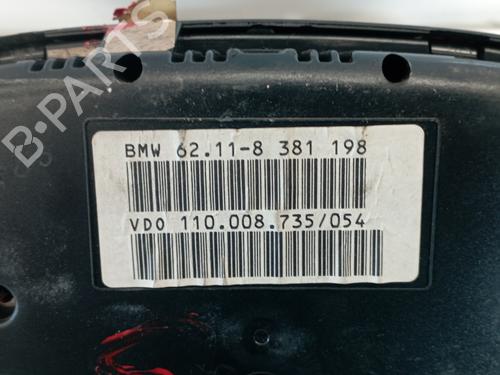 B-PARTS
BMW 62.11-8 381 198
VDO 110.008.735/054